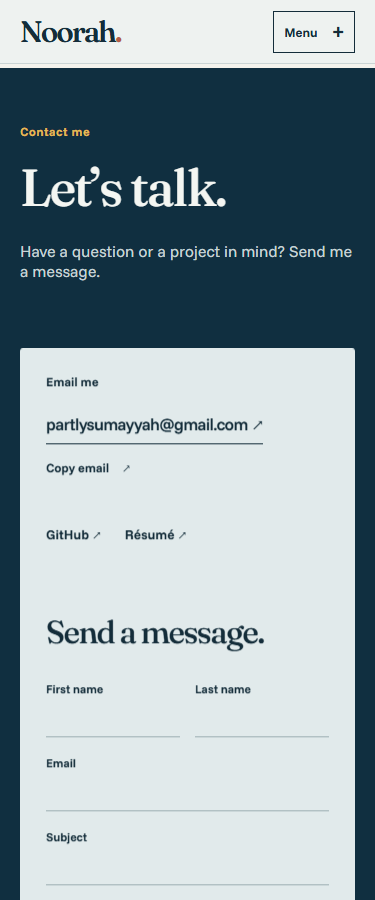 Noorah.
Menu +
Contact me
Let’s talk.
Have a question or a project in mind? Send me
a message.
Email me
partlysumayyah@gmail.com ↗
Copy email ↗
GitHub ↗ Résumé ↗
Send a message.
First name Last name
Email
Subject